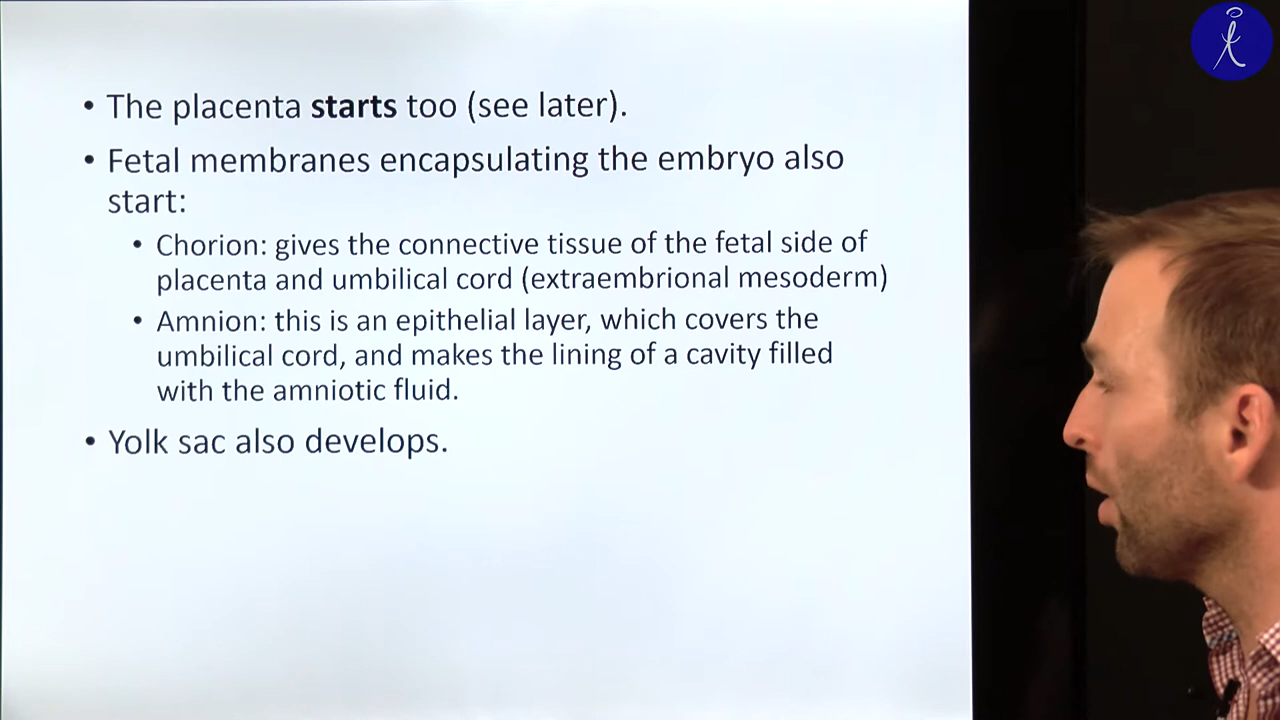 • The placenta starts too (see later).
• Fetal membranes encapsulating the embryo also
start:
• Chorion: gives the connective tissue of the fetal side of
placenta and umbilical cord (extraembrional mesoderm)
• Amnion: this is an epithelial layer, which covers the
umbilical cord, and makes the lining of a cavity filled
with the amniotic fluid.
• Yolk sac also develops.